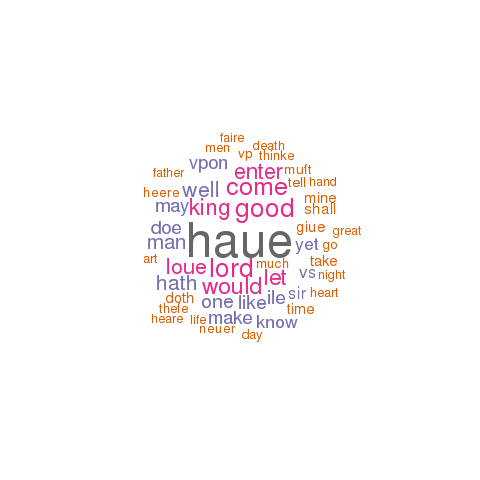 faire
men
vp
death
thinke
vpon
enter
muft
father
tell
hand
heere
well
come
mine
may
king
good
shall
doe
haue
giue
great
man
yet
go
art
loue
lord
much
take
hath
would
let
vs
night
doth
one
like
ile
sir
heart
thele
time
heare
life
make
know
neuer
day